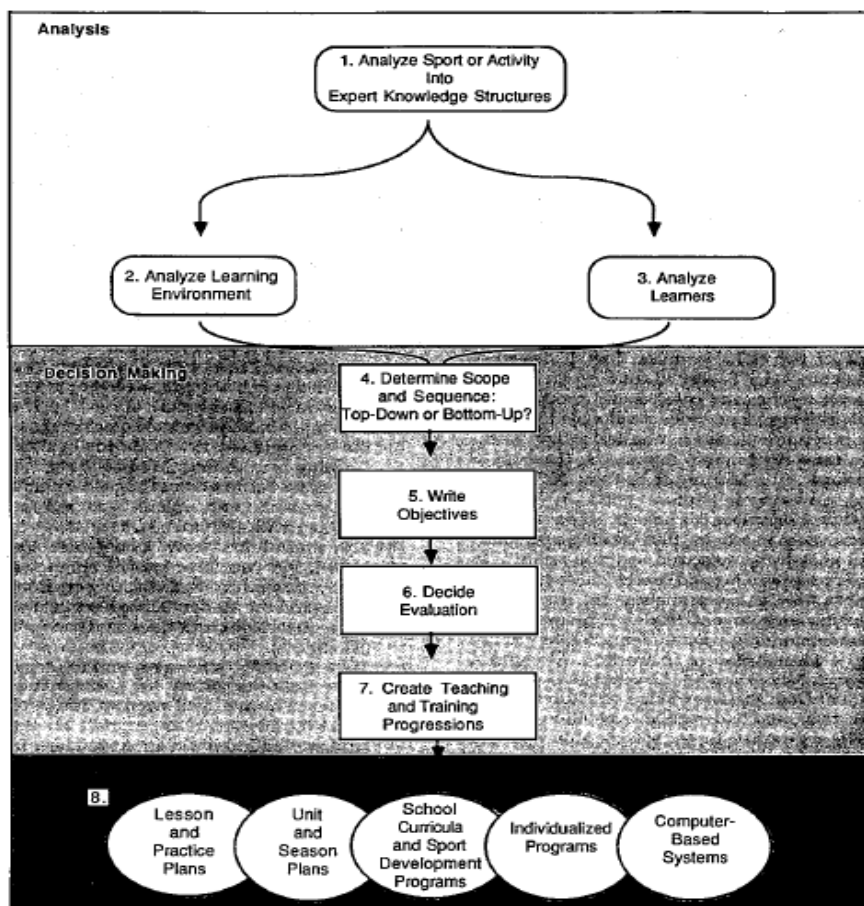 Analysis
1. Analyze Sport or Activity
Into
Expert Knowledge Structures
2. Analyze Learning
Environment
3. Analyze
Learners
Decision Making
4. Determine Scope
and Sequence:
Top-Down or Bottom-Up?
5. Write
Objectives
6. Decide
Evaluation
7. Create Teaching
and Training
Progressions
8.
Lesson
and
Practice
Plans
Unit
and
Season
Plans
School
Curricula
and Sport
Development
Programs
Individualized
Programs
Computer-
Based
Systems